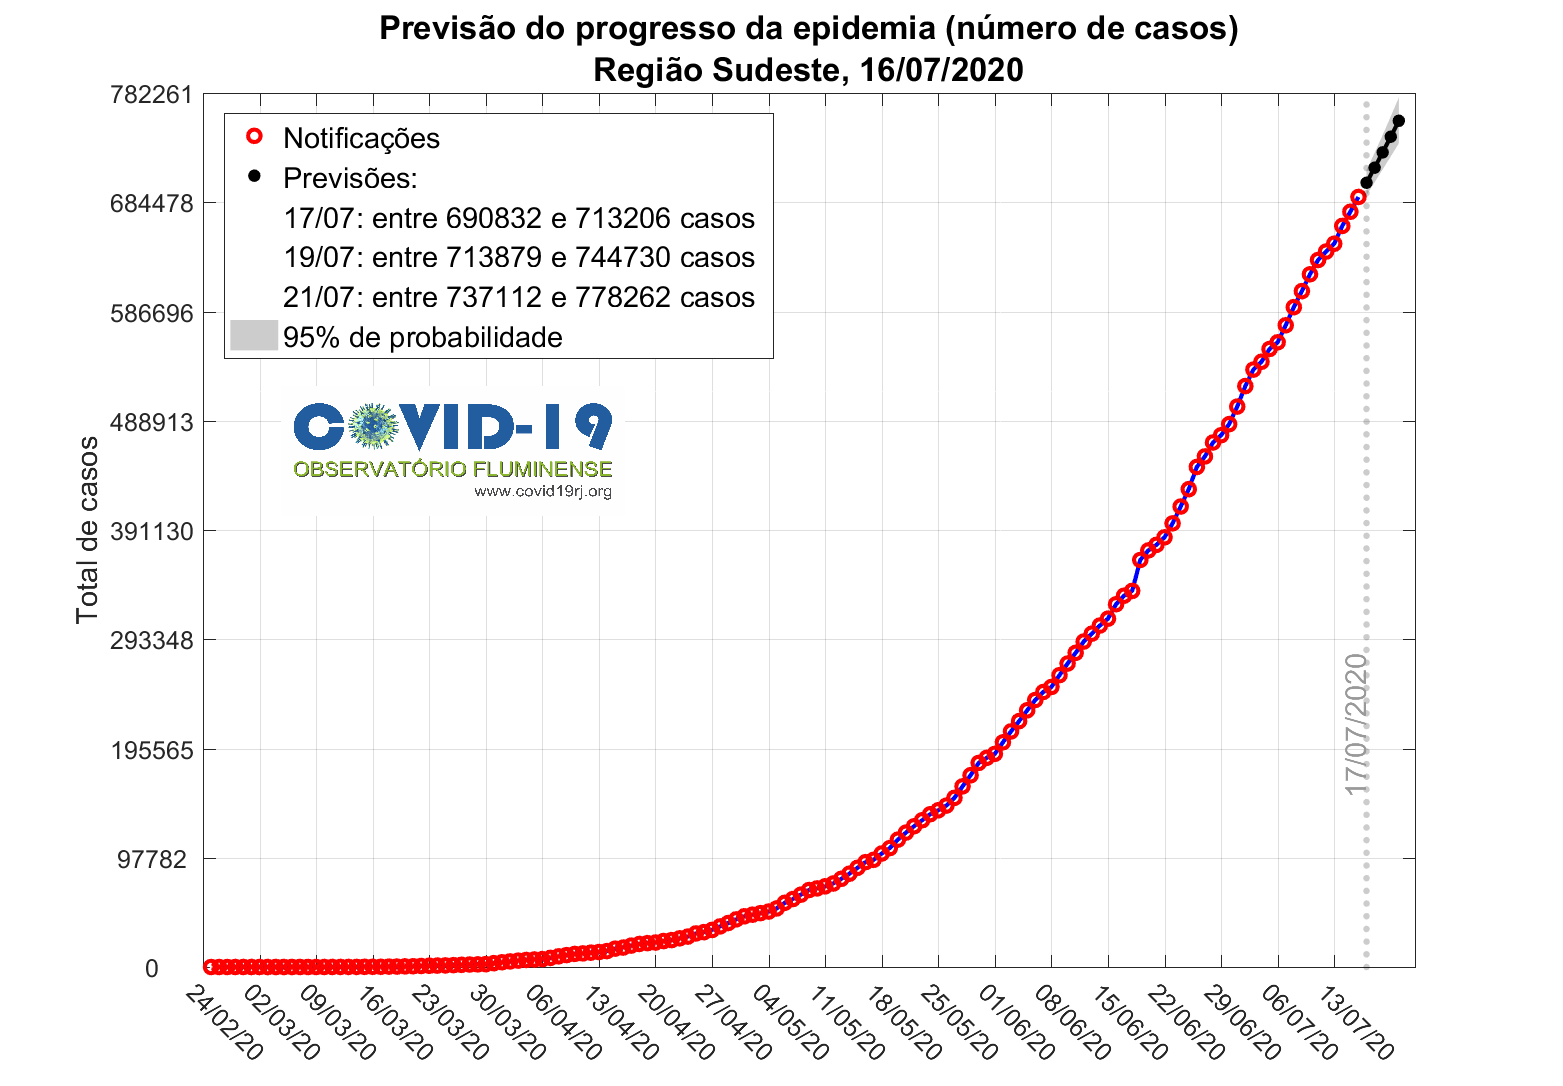 Previsão do progresso da epidemia (número de casos)
Região Sudeste, 16/07/2020
782261
684478
586696
488913
391130
293348
195565
97782
0
Total de casos
Notificações
Previsões:
17/07: entre 690832 e 713206 casos
19/07: entre 713879 e 744730 casos
21/07: entre 737112 e 778262 casos
95% de probabilidade
COVID-19
OBSERVATÓRIO FLUMINENSE
www.covid19rj.org
17/07/2020
24/02/20
02/03/20
09/03/20
16/03/20
23/03/20
30/03/20
06/04/20
13/04/20
20/04/20
27/04/20
04/05/20
11/05/20
18/05/20
25/05/20
01/06/20
08/06/20
15/06/20
22/06/20
29/06/20
06/07/20
13/07/20